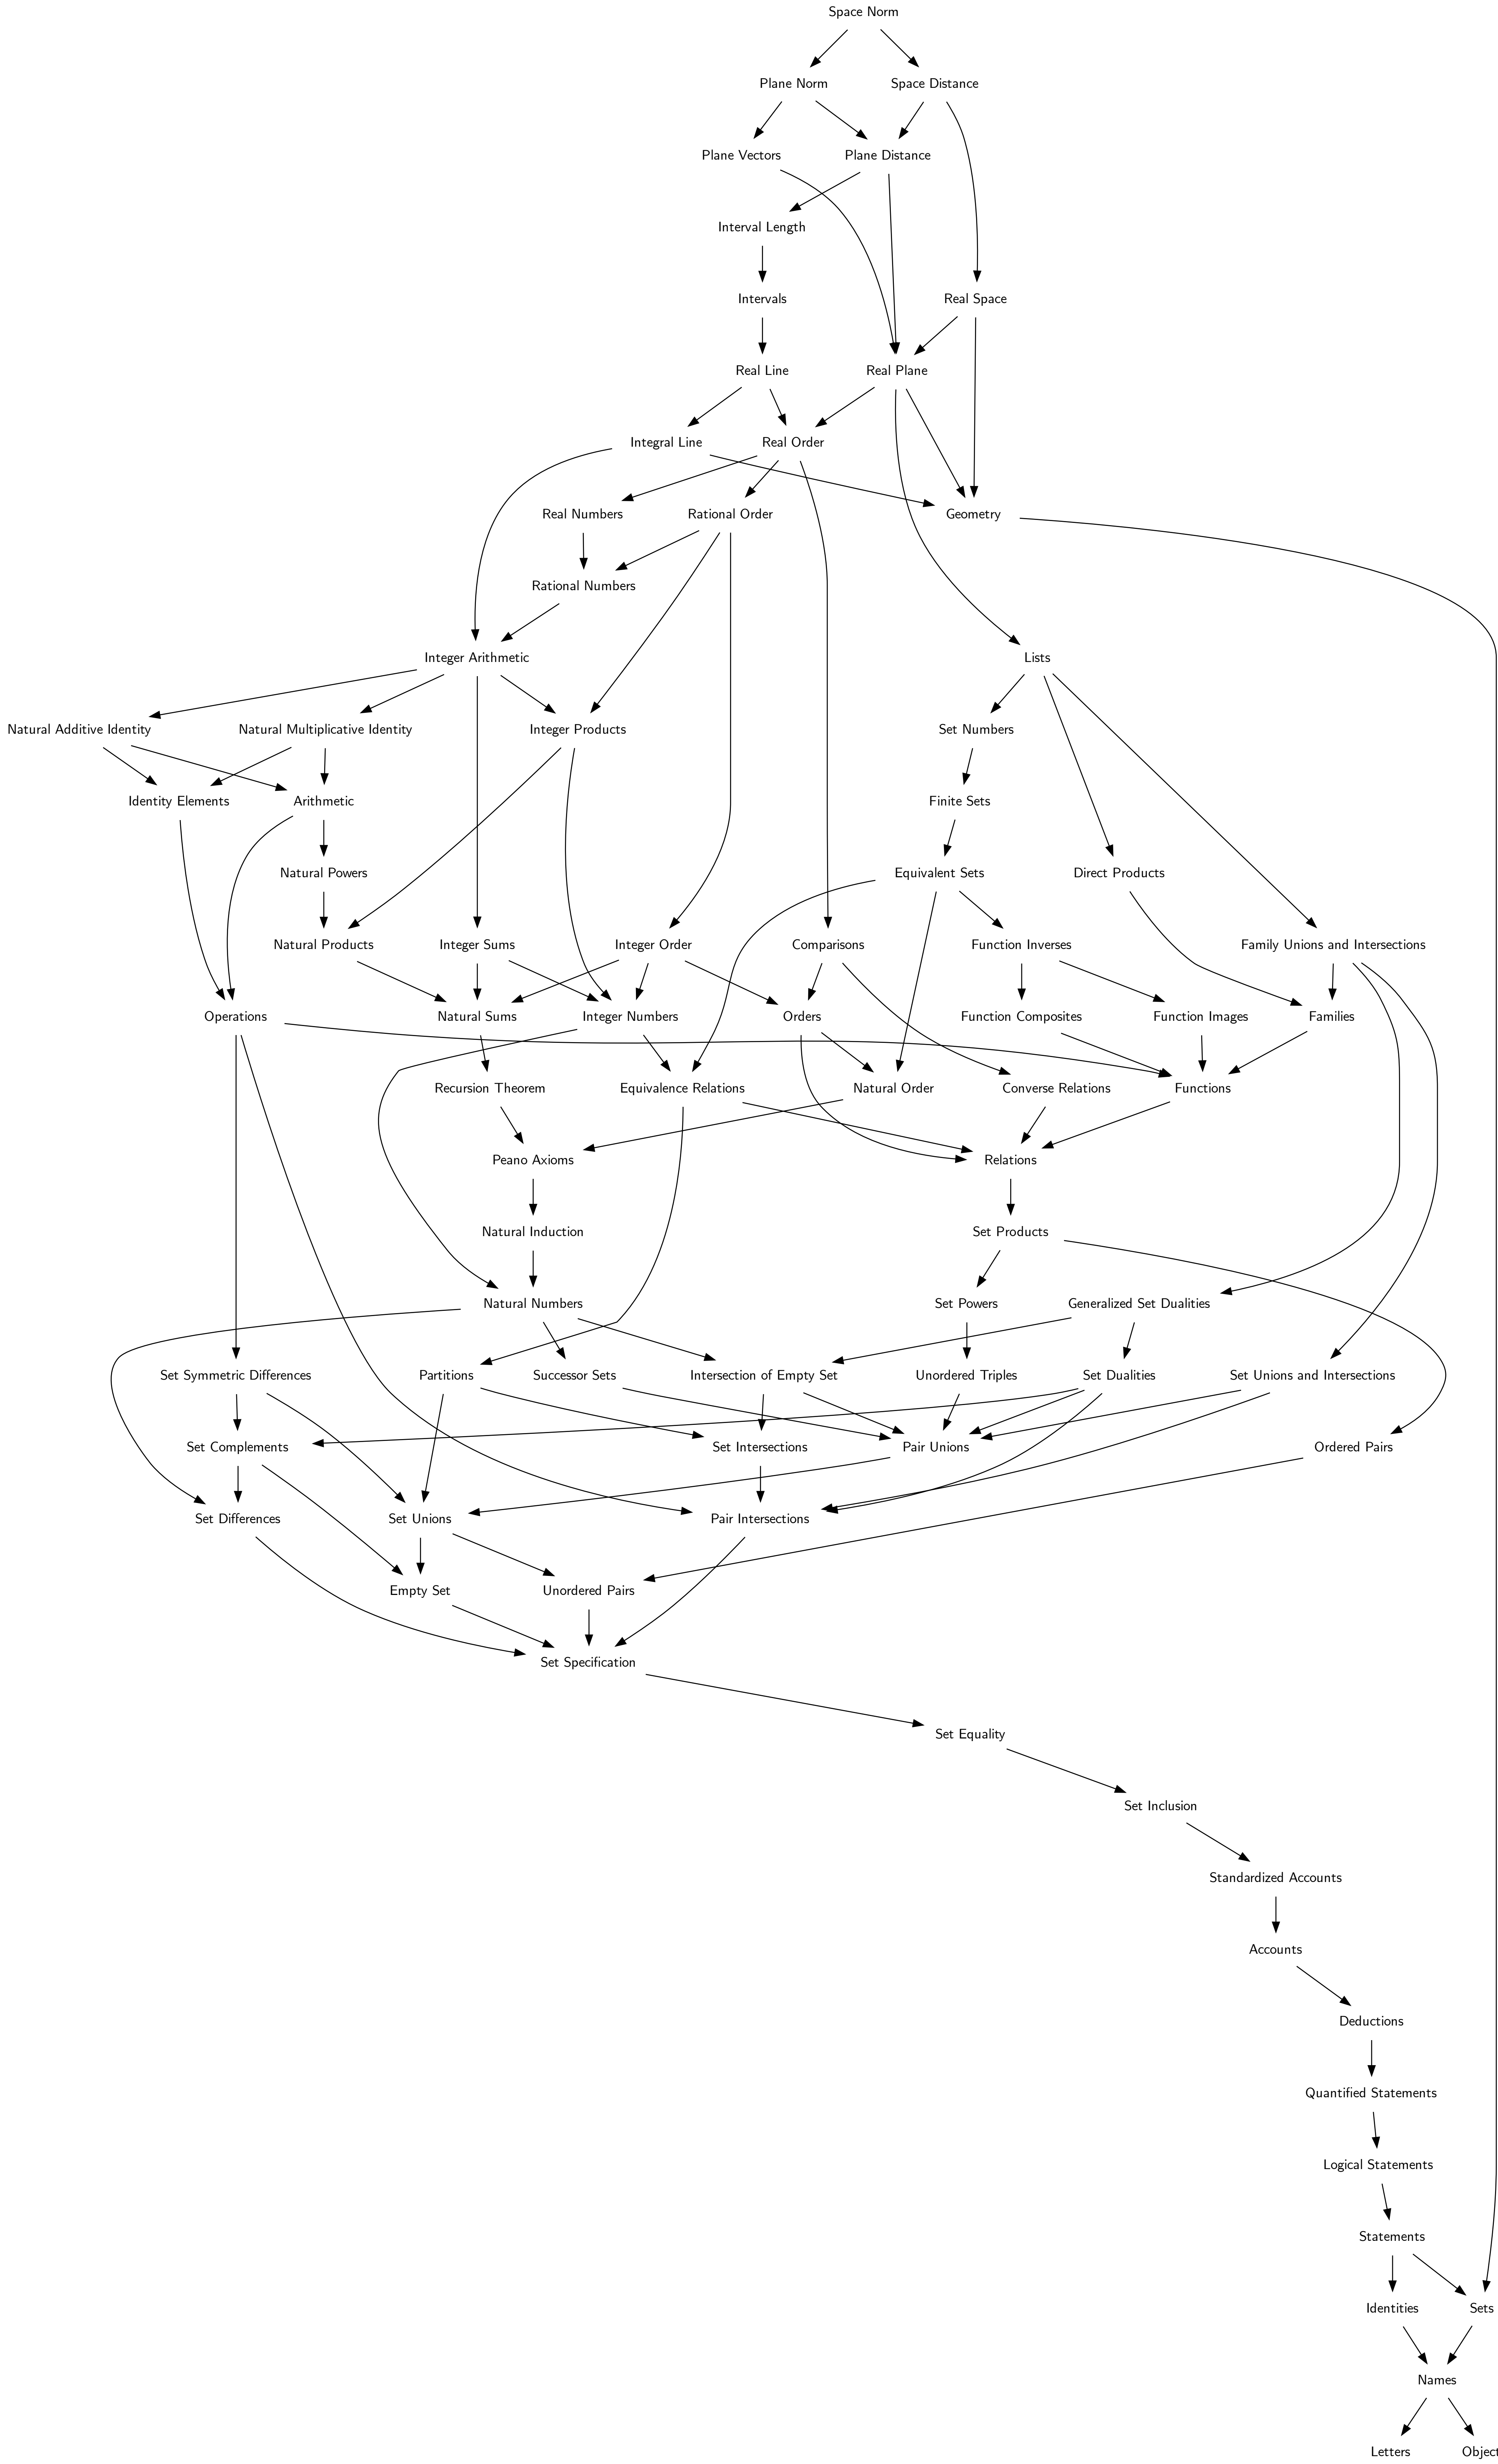 Space Norm
Plane Norm
Space Distance
Plane Vectors
Plane Distance
Interval Length
Intervals
Real Space
Real Line
Real Plane
Integral Line
Real Order
Real Numbers
Rational Order
Geometry
Rational Numbers
Integer Arithmetic
Lists
Natural Additive Identity
Natural Multiplicative Identity
Integer Products
Set Numbers
Identity Elements
Arithmetic
Finite Sets
Natural Powers
Equivalent Sets
Direct Products
Natural Products
Integer Sums
Integer Order
Comparisons
Function Inverses
Family Unions and Intersections
Operations
Natural Sums
Integer Numbers
Orders
Function Composites
Function Images
Families
Recursion Theorem
Equivalence Relations
Natural Order
Converse Relations
Functions
Peano Axioms
Relations
Natural Induction
Set Products
Natural Numbers
Set Powers
Generalized Set Dualities
Set Symmetric Differences
Partitions
Successor Sets
Intersection of Empty Set
Unordered Triples
Set Dualities
Set Unions and Intersections
Set Complements
Set Intersections
Pair Unions
Ordered Pairs
Set Differences
Set Unions
Pair Intersections
Empty Set
Unordered Pairs
Set Specification
Set Equality
Set Inclusion
Standardized Accounts
Accounts
Deductions
Quantified Statements
Logical Statements
Statements
Identities
Sets
Names
Letters
Object